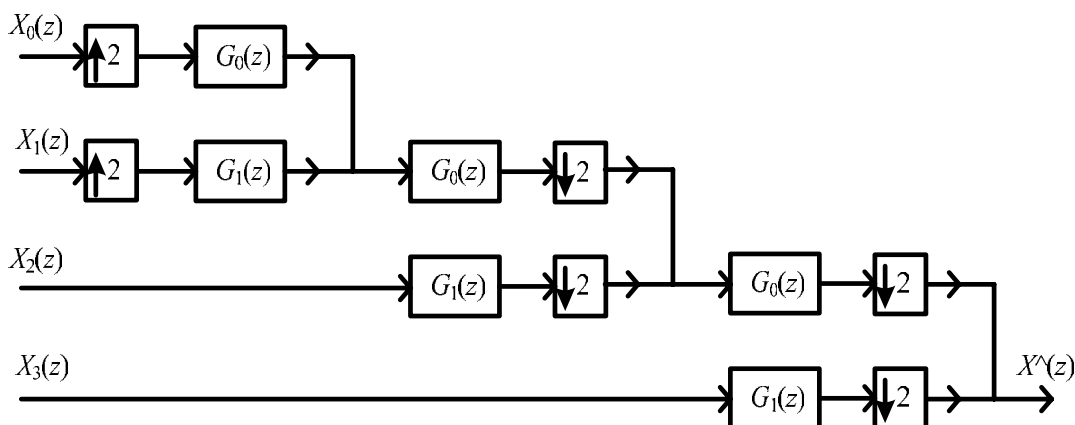 X0(z)
↑2 G0(z)
X1(z)
↑2 G1(z) G0(z) ↓2
X2(z)
G1(z) ↓2 G0(z) ↓2
X3(z) X^(z)
G1(z) ↓2